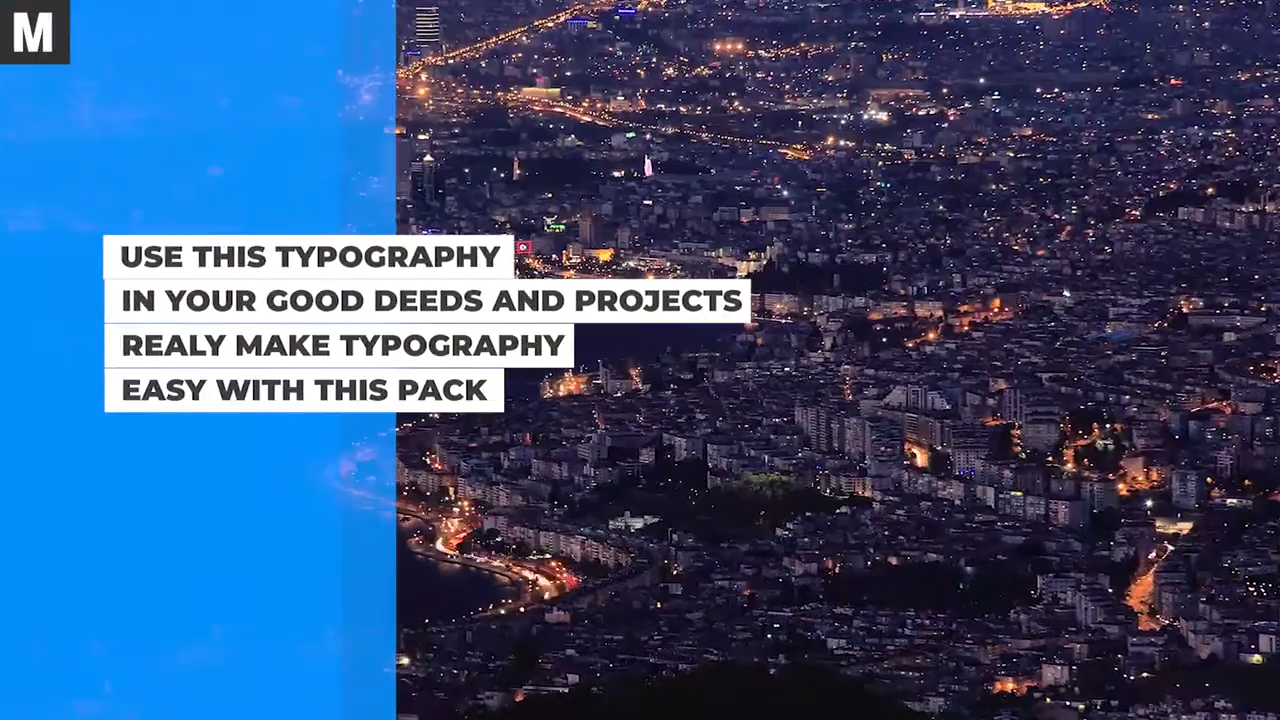 M
USE THIS TYPOGRAPHY
IN YOUR GOOD DEEDS AND PROJECTS
REALY MAKE TYPOGRAPHY
EASY WITH THIS PACK